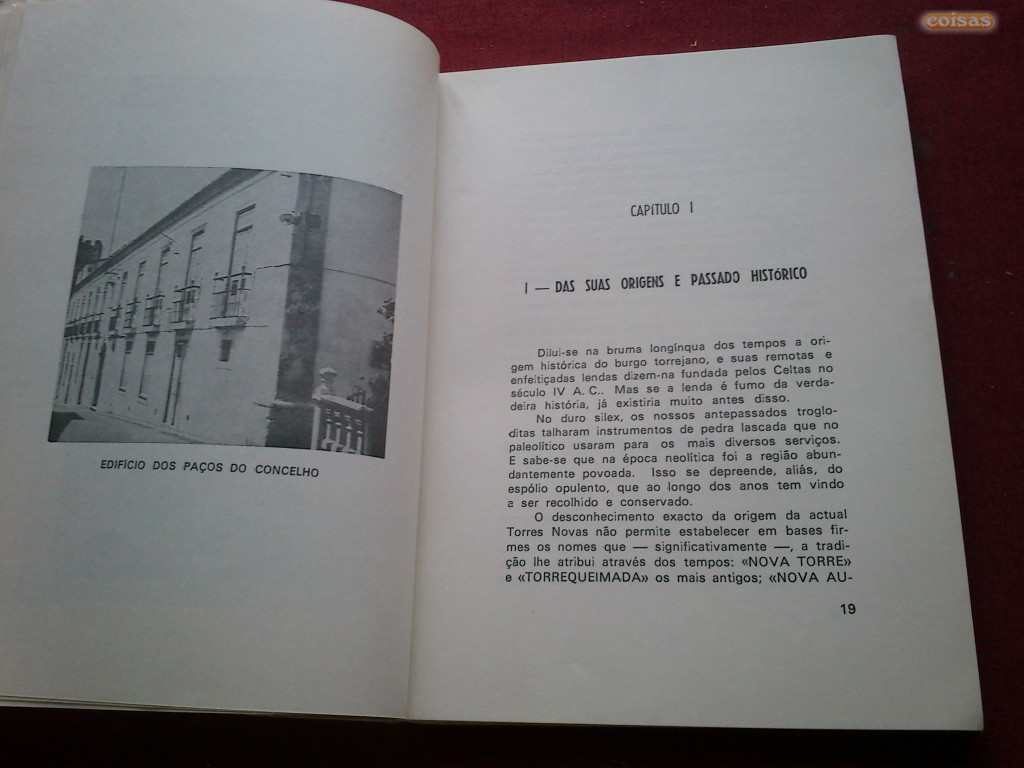 coisas
EDIFÍCIO DOS PAÇOS DO CONCELHO
CAPÍTULO I
I — DAS SUAS ORIGENS E PASSADO HISTÓRICO
Dilui-se na bruma longínqua dos tempos a ori-
gem histórica do burgo torrejano, e suas remotas e
enfeitiçadas lendas dizem-na fundada pelos Celtas no
século IV A. C.. Mas se a lenda é fumo da verda-
deira história, já existiria muito antes disso.
No duro silex, os nossos antepassados troglo-
ditas talharam instrumentos de pedra lascada que no
paleolítico usaram para os mais diversos serviços.
E sabe-se que na época neolítica foi a região abun-
dantemente povoada. Isso se depreende, aliás, do
espólio opulento, que ao longo dos anos tem vindo
a ser recolhido e conservado.
O desconhecimento exacto da origem da actual
Torres Novas não permite estabelecer em bases fir-
mes os nomes que — significativamente —, a tradi-
ção lhe atribui através dos tempos: «NOVA TORRE»
e «TORREQUEIMADA» os mais antigos; «NOVA AU-
19